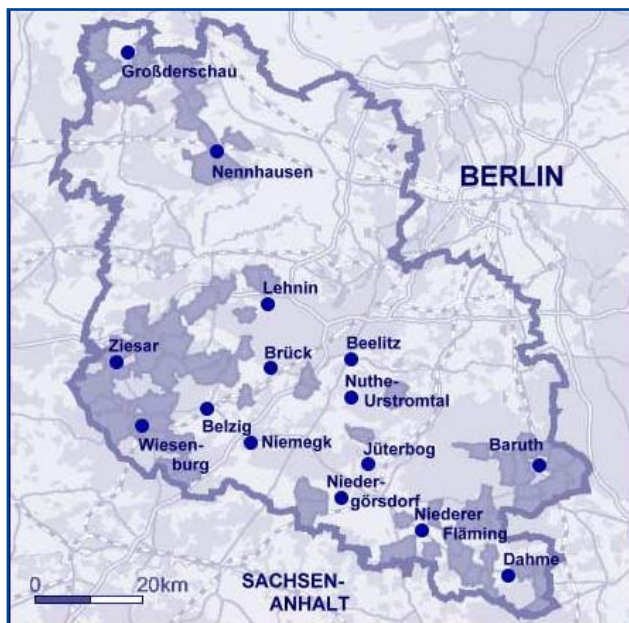 Großderschau
Nennhausen
BERLIN
Lehnin
Ziesar
Brück
Beelitz
Nuthe-
Urstromtal
Belzig
Wiesen-
burg
Niemegk
Jüterbog
Baruth
Nieder-
görsdorf
Niederer
Fläming
Dahme
0 20km
SACHSEN-
ANHALT